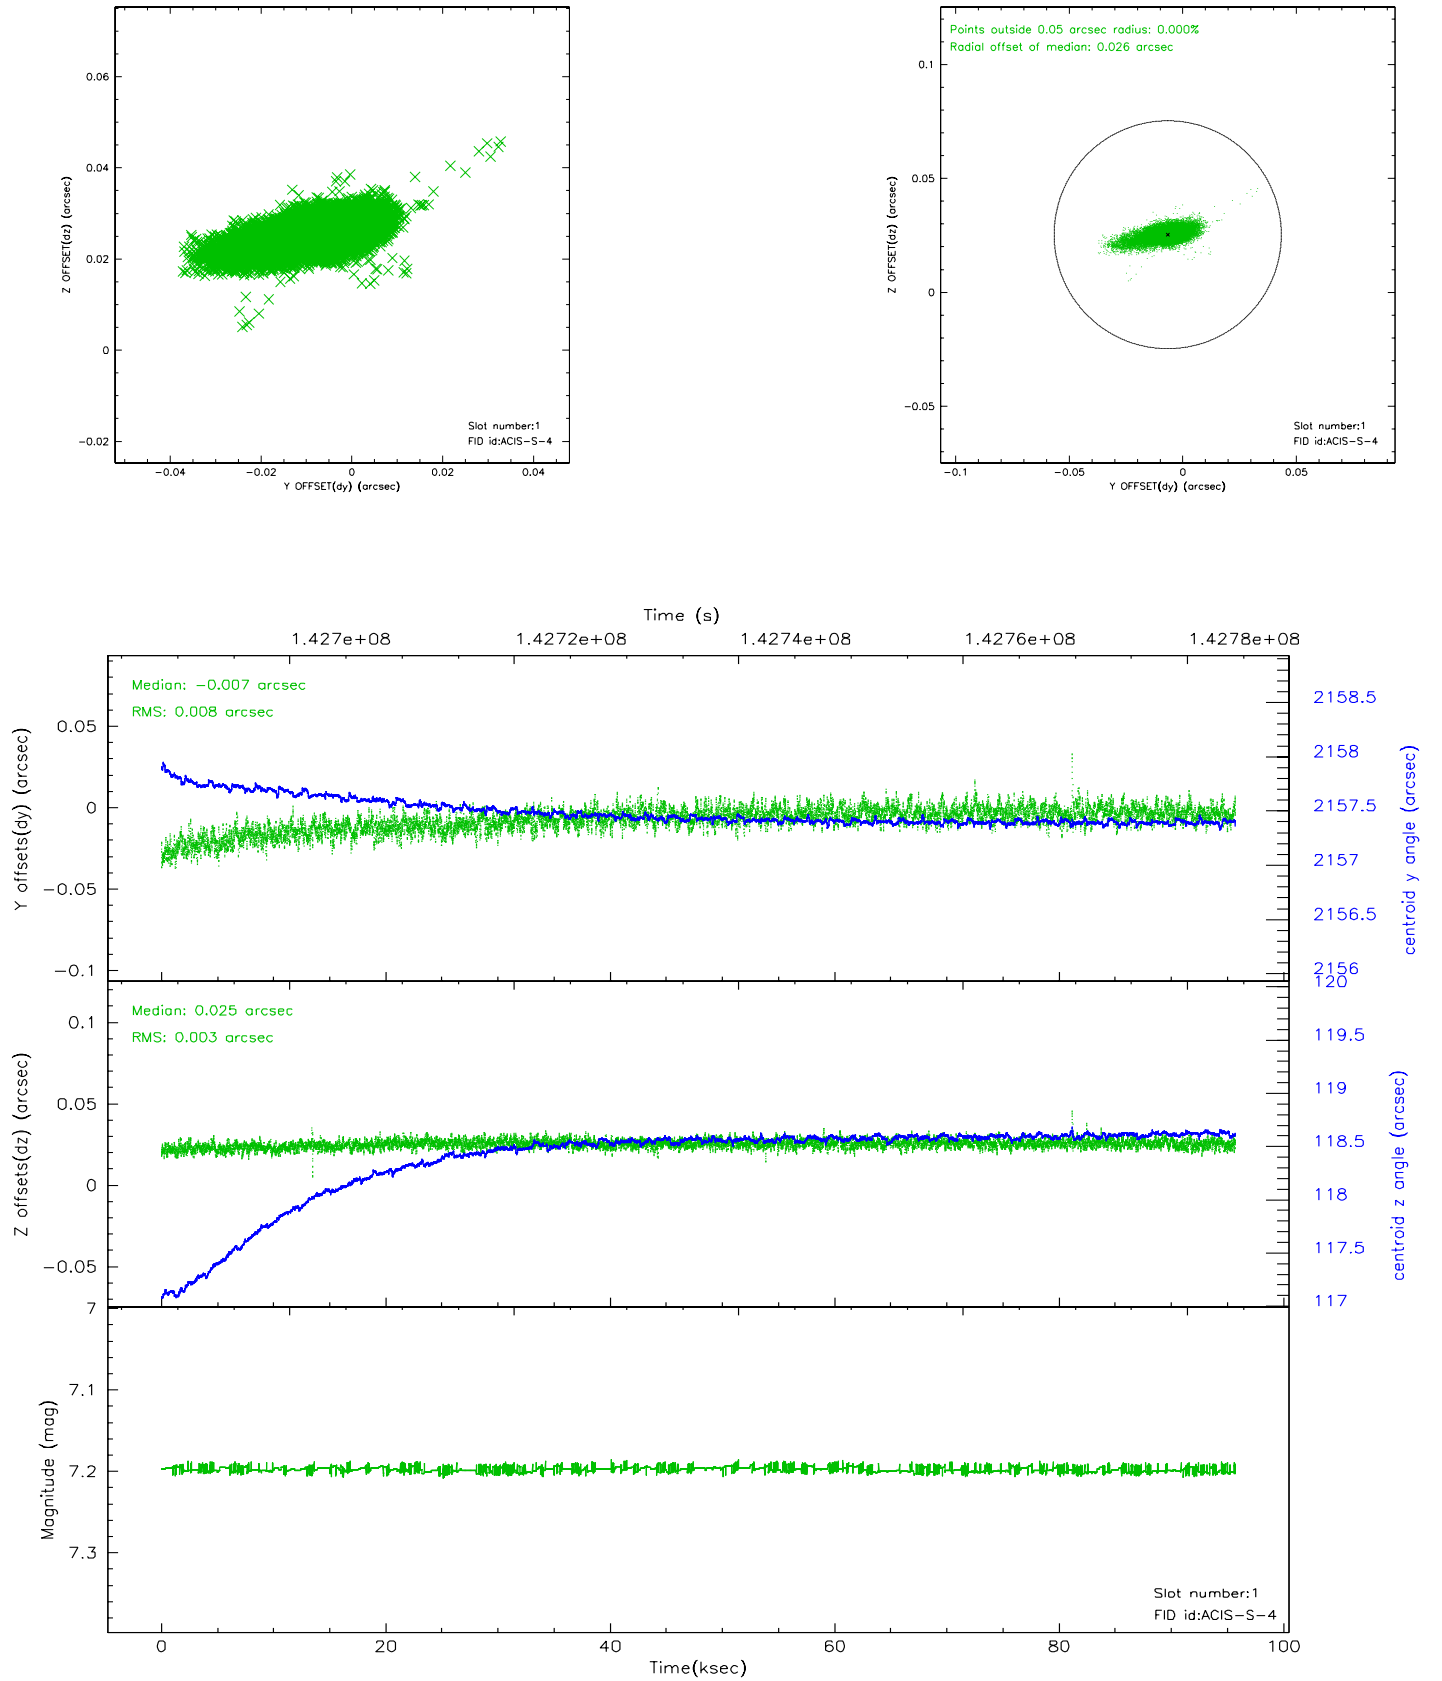 0.06
0.04
0.02
0
−0.02
Z OFFSET(dz) (arcsec)
Slot number:1
FID id:ACIS−S−4
−0.04
−0.02
0
0.02
0.04
Y OFFSET(dy) (arcsec)
Points outside 0.05 arcsec radius: 0.000%
Radial offset of median: 0.026 arcsec
0.1
0.05
0
−0.05
Z OFFSET(dz) (arcsec)
Slot number:1
FID id:ACIS−S−4
−0.1
−0.05
0
0.05
Y OFFSET(dy) (arcsec)
Time (s)
1.427e+08
1.4272e+08
1.4274e+08
1.4276e+08
1.4278e+08
Median: −0.007 arcsec
RMS: 0.008 arcsec
0.05
0
−0.05
−0.1
Y offsets(dy) (arcsec)
2158.5
2158
2157.5
2157
2156.5
2156
centroid y angle (arcsec)
Median: 0.025 arcsec
RMS: 0.003 arcsec
0.1
0.05
0
−0.05
Z offsets(dz) (arcsec)
120
119.5
119
118.5
118
117.5
117
centroid z angle (arcsec)
7
7.1
7.2
7.3
Magnitude (mag)
Slot number:1
FID id:ACIS−S−4
0
20
40
60
80
100
Time(ksec)